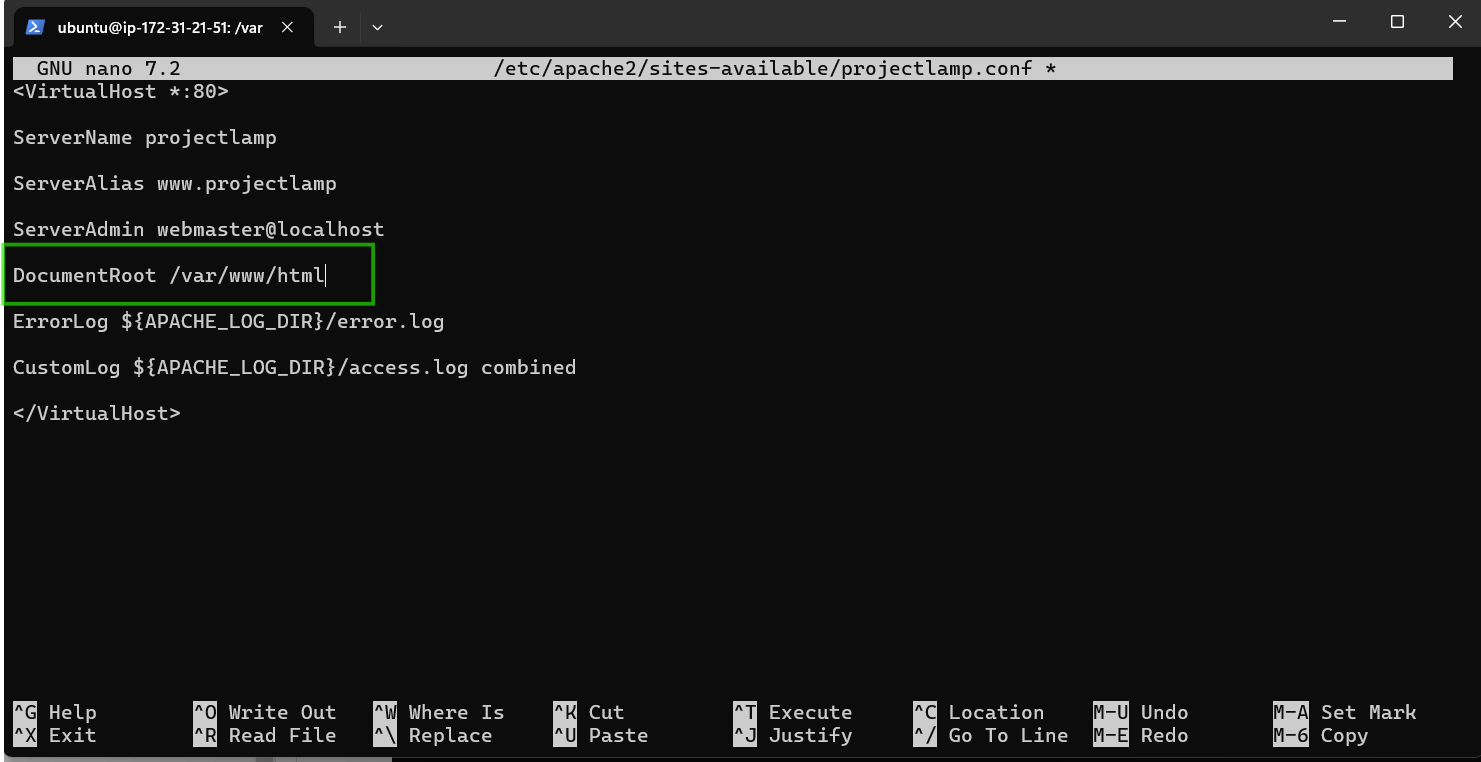 ubuntu@ip-172-31-21-51: /var
GNU nano 7.2 /etc/apache2/sites-available/projectlamp.conf *
<VirtualHost *:80>
ServerName projectlamp
ServerAlias www.projectlamp
ServerAdmin webmaster@localhost
DocumentRoot /var/www/html
ErrorLog ${APACHE_LOG_DIR}/error.log
CustomLog ${APACHE_LOG_DIR}/access.log combined
</VirtualHost>
^G Help ^O Write Out ^W Where Is ^K Cut ^T Execute ^C Location M-U Undo M-A Set Mark
^X Exit ^R Read File ^\ Replace ^U Paste ^J Justify ^/ Go To Line M-E Redo M-6 Copy